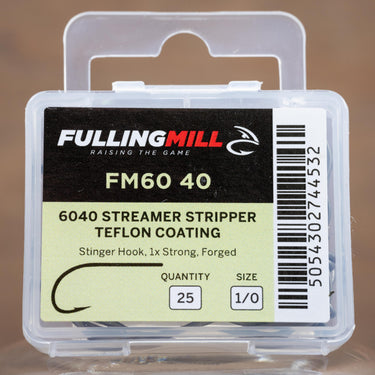 FULLINGMILL
RAISING THE GAME
FM60 40
6040 STREAMER STRIPPER
TEFLON COATING
Stinger Hook, 1x Strong, Forged
QUANTITY SIZE
25 1/0
5054302744532